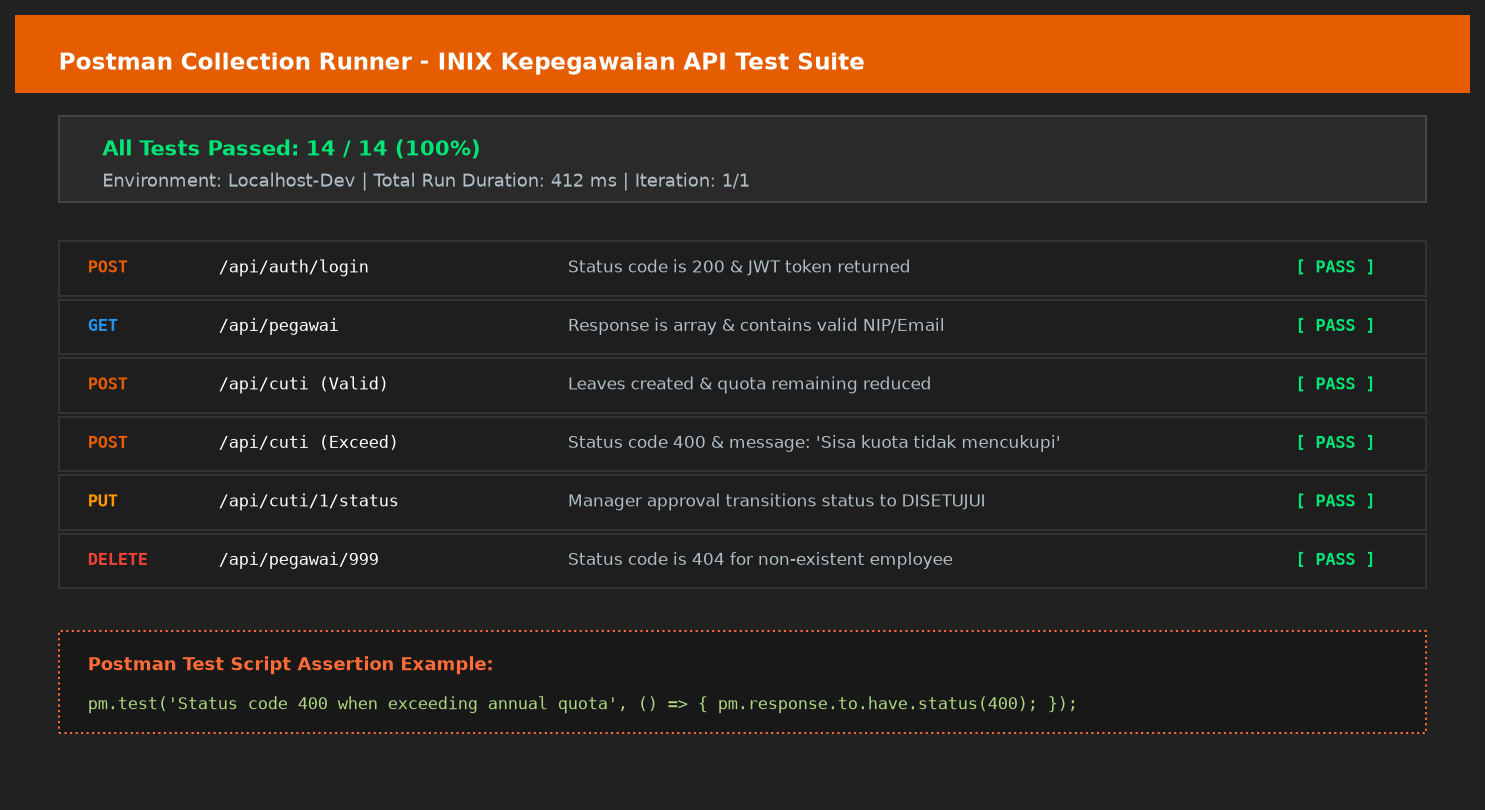 Postman Collection Runner - INIX Kepegawaian API Test Suite
All Tests Passed: 14 / 14 (100%)
Environment: Localhost-Dev | Total Run Duration: 412 ms | Iteration: 1/1
POST /api/auth/login Status code is 200 & JWT token returned [ PASS ]
GET /api/pegawai Response is array & contains valid NIP/Email [ PASS ]
POST /api/cuti (Valid) Leaves created & quota remaining reduced [ PASS ]
POST /api/cuti (Exceed) Status code 400 & message: 'Sisa kuota tidak mencukupi' [ PASS ]
PUT /api/cuti/1/status Manager approval transitions status to DISETUJUI [ PASS ]
DELETE /api/pegawai/999 Status code is 404 for non-existent employee [ PASS ]
Postman Test Script Assertion Example:
pm.test('Status code 400 when exceeding annual quota', () => { pm.response.to.have.status(400); });